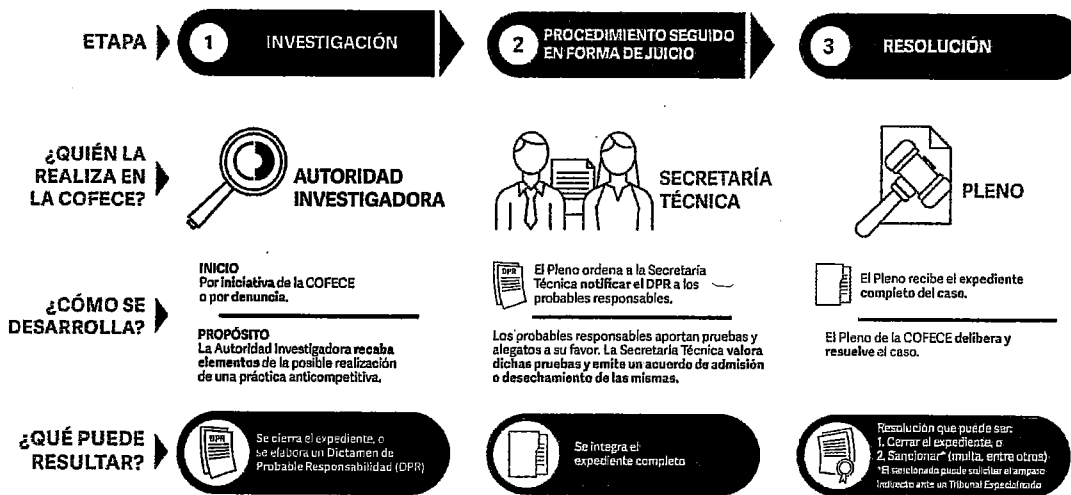 ETAPA
1 INVESTIGACIÓN
2 PROCEDIMIENTO SEGUIDO
EN FORMA DE JUICIO
3 RESOLUCIÓN
¿QUIÉN LA
REALIZA EN
LA COFECE?
AUTORIDAD
INVESTIGADORA
SECRETARÍA
TÉCNICA
PLENO
¿CÓMO SE
DESARROLLA?
INICIO
Por iniciativa de la COFECE
o por denuncia.
PROPÓSITO
La Autoridad Investigadora recaba
elementos de la posible realización
de una práctica anticompetitiva.
DPR
El Pleno ordena a la Secretaría
Técnica notificar el DPR a los
probables responsables.
Los probables responsables aportan pruebas y
alegatos a su favor. La Secretaría Técnica valora
dichas pruebas y emite un acuerdo de admisión
o desechamiento de las mismas.
El Pleno recibe el expediente
completo del caso.
El Pleno de la COFECE delibera y
resuelve el caso.
¿QUÉ PUEDE
RESULTAR?
DPR
Se cierra el expediente, o
se elabora un Dictamen de
Probable Responsabilidad (DPR)
Se integra el
expediente completo
Resolución que puede ser:
1. Cerrar el expediente, o
2. Sancionar* (multa, entre otros)
*El sancionado puede solicitar el amparo
indirecto ante un Tribunal Especializado